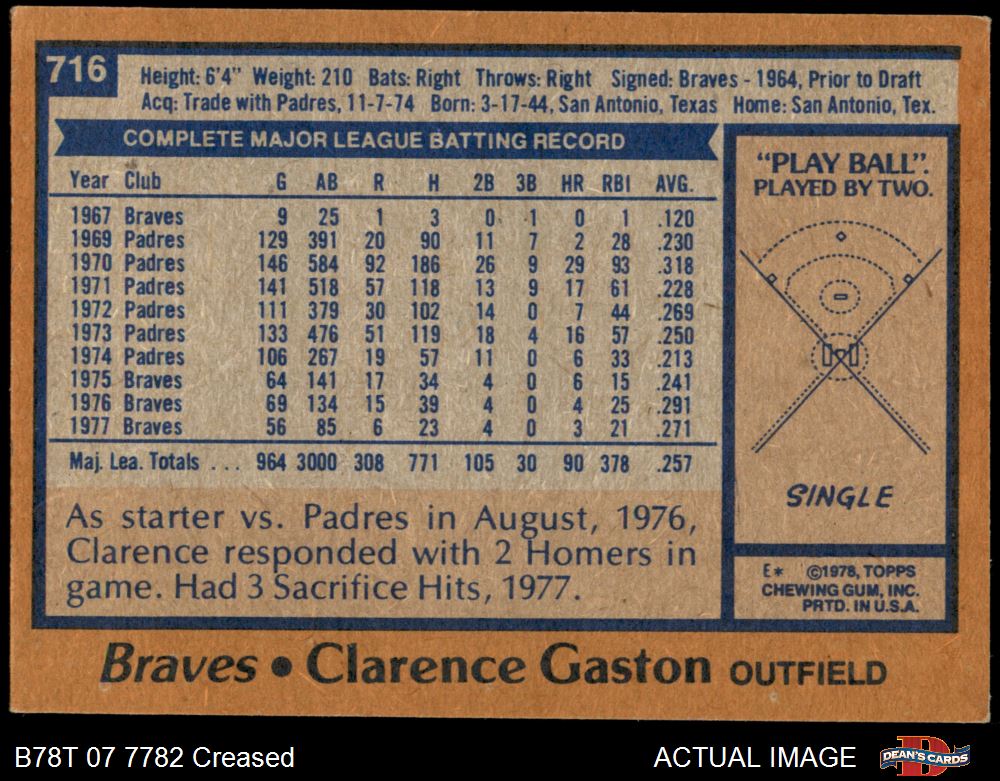 716
Height: 6'4" Weight: 210 Bats: Right Throws: Right Signed: Braves - 1964, Prior to Draft
Acq: Trade with Padres, 11-7-74 Born: 3-17-44, San Antonio, Texas Home: San Antonio, Tex.
COMPLETE MAJOR LEAGUE BATTING RECORD
Year Club G AB R H 2B 3B HR RBI AVG.
1967 Braves 9 25 1 3 0 1 0 1 .120
1969 Padres 129 391 20 90 11 7 2 28 .230
1970 Padres 146 584 92 186 26 9 29 93 .318
1971 Padres 141 518 57 118 13 9 17 61 .228
1972 Padres 111 379 30 102 14 0 7 44 .269
1973 Padres 133 476 51 119 18 4 16 57 .250
1974 Padres 106 267 19 57 11 0 6 33 .213
1975 Braves 64 141 17 34 4 0 6 15 .241
1976 Braves 69 134 15 39 4 0 4 25 .291
1977 Braves 56 85 6 23 4 0 3 21 .271
Maj. Lea. Totals ... 964 3000 308 771 105 30 90 378 .257
As starter vs. Padres in August, 1976,
Clarence responded with 2 Homers in
game. Had 3 Sacrifice Hits, 1977.
"PLAY BALL".
PLAYED BY TWO.
SINGLE
E* ©1978, TOPPS
CHEWING GUM, INC.
PRTD. IN U.S.A.
Braves • Clarence Gaston OUTFIELD
B78T 07 7782 Creased
ACTUAL IMAGE
DEAN'S CARDS